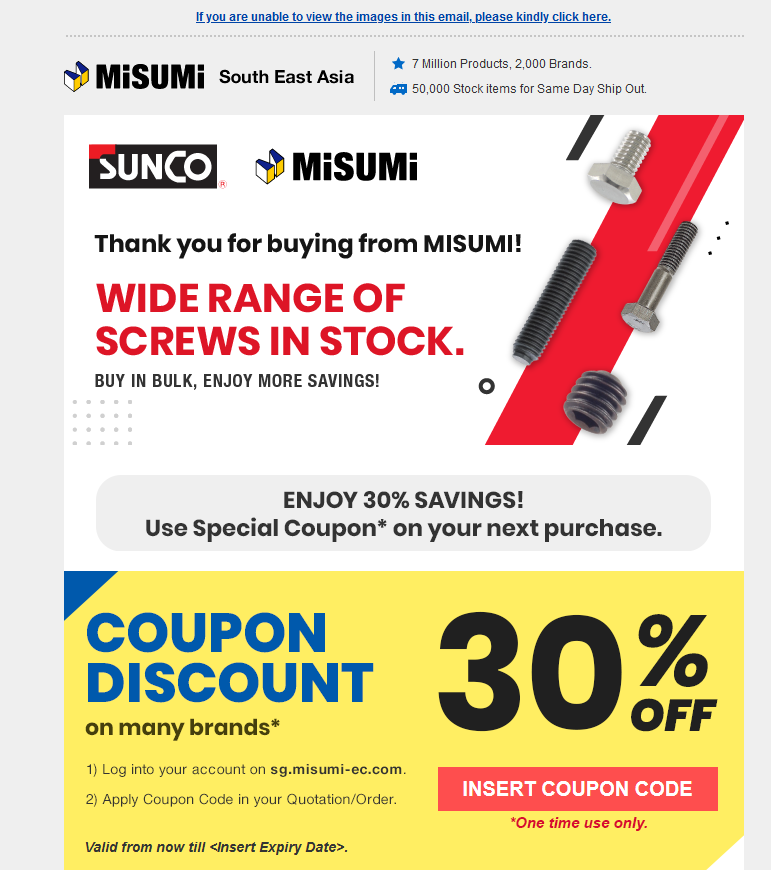 If you are unable to view the images in this email, please kindly click here.
MiSUMi South East Asia
7 Million Products, 2,000 Brands.
50,000 Stock items for Same Day Ship Out.
SUNCO® MiSUMi
Thank you for buying from MISUMI!
WIDE RANGE OF
SCREWS IN STOCK.
BUY IN BULK, ENJOY MORE SAVINGS!
ENJOY 30% SAVINGS!
Use Special Coupon* on your next purchase.
COUPON
DISCOUNT
on many brands*
30% OFF
1) Log into your account on sg.misumi-ec.com.
2) Apply Coupon Code in your Quotation/Order.
INSERT COUPON CODE
*One time use only.
Valid from now till <Insert Expiry Date>.